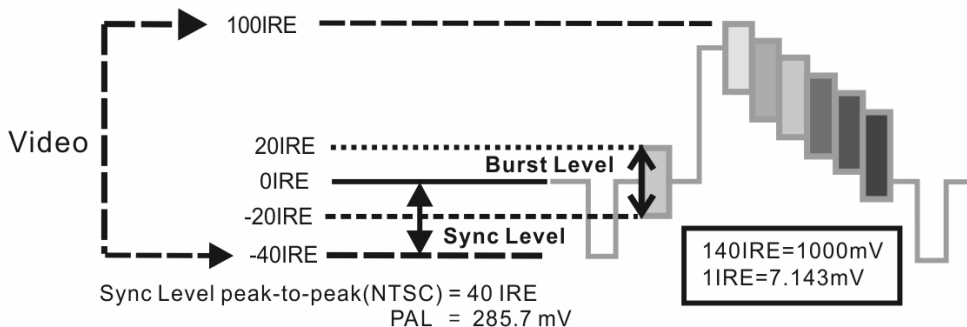 100IRE
Video
20IRE
Burst Level
0IRE
-20IRE
Sync Level
-40IRE
140IRE=1000mV
1IRE=7.143mV
Sync Level peak-to-peak(NTSC) = 40 IRE
PAL = 285.7 mV